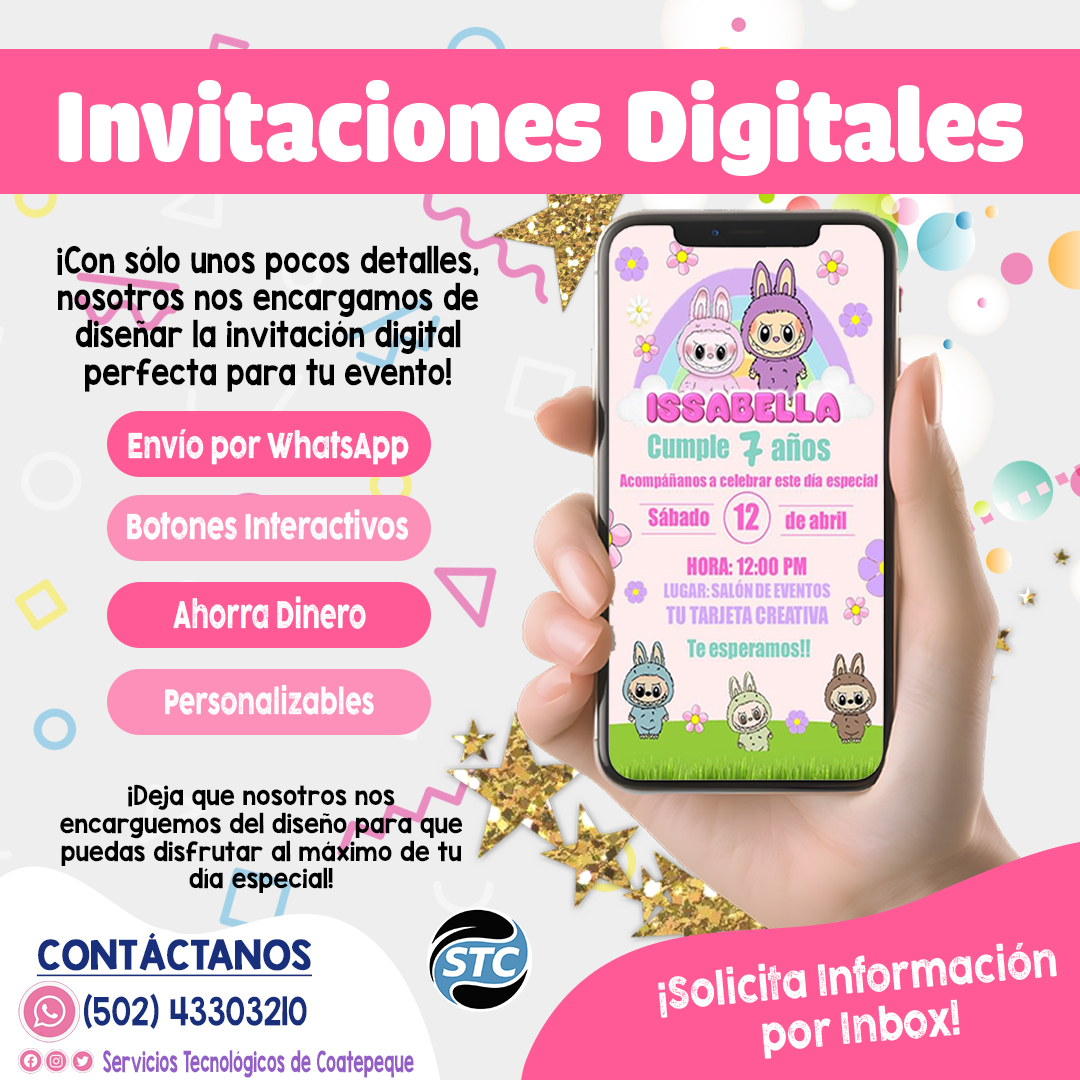 Invitaciones Digitales
¡Con sólo unos pocos detalles,
nosotros nos encargamos de
diseñar la invitación digital
perfecta para tu evento!
Envío por WhatsApp
Botones Interactivos
Ahorra Dinero
Personalizables
¡Deja que nosotros nos
encarguemos del diseño para que
puedas disfrutar al máximo de tu
día especial!
ISSABELLA
Cumple 7 años
Acompáñanos a celebrar este día especial
Sábado 12 de abril
HORA: 12:00 PM
LUGAR: SALÓN DE EVENTOS
TU TARJETA CREATIVA
Te esperamos!!
CONTÁCTANOS
(502) 43303210
Servicios Tecnológicos de Coatepeque
STC
¡Solicita Información
por Inbox!